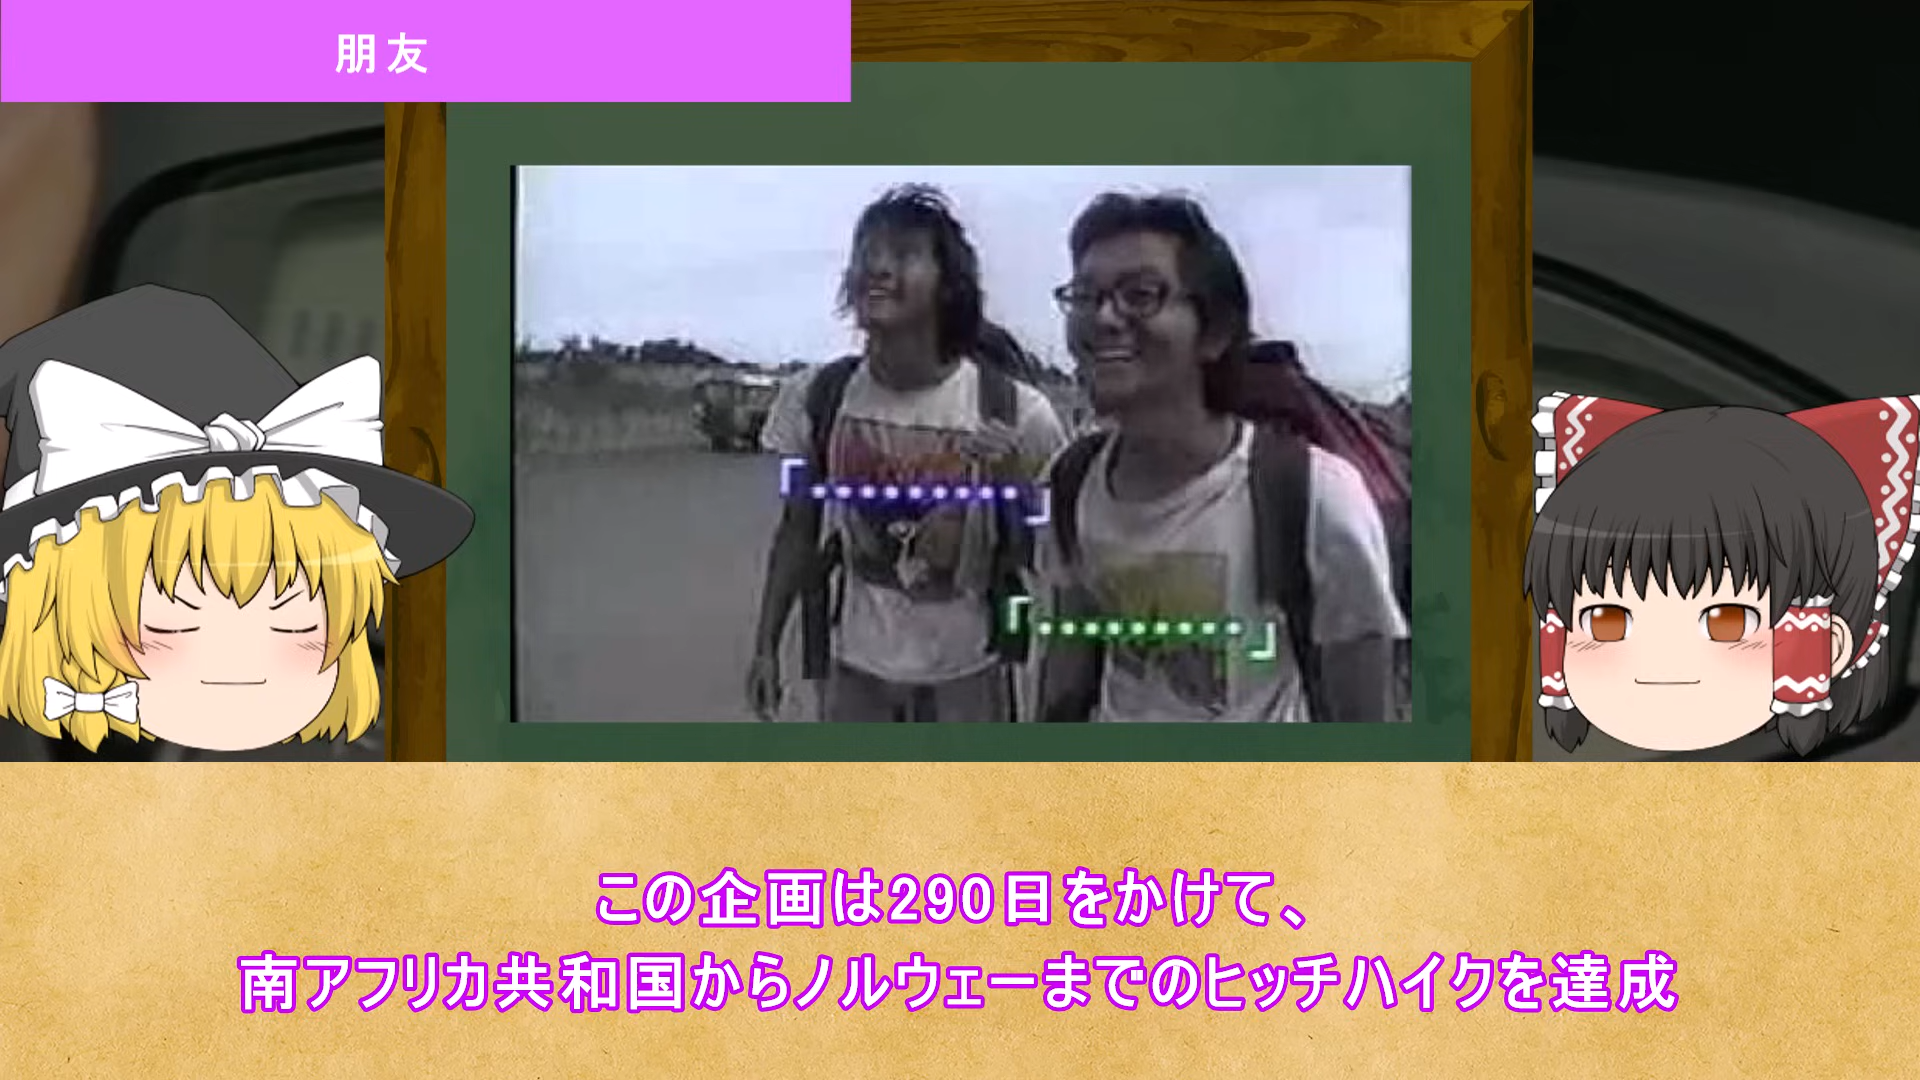 朋友
この企画は290日をかけて、
南アフリカ共和国からノルウェーまでのヒッチハイクを達成